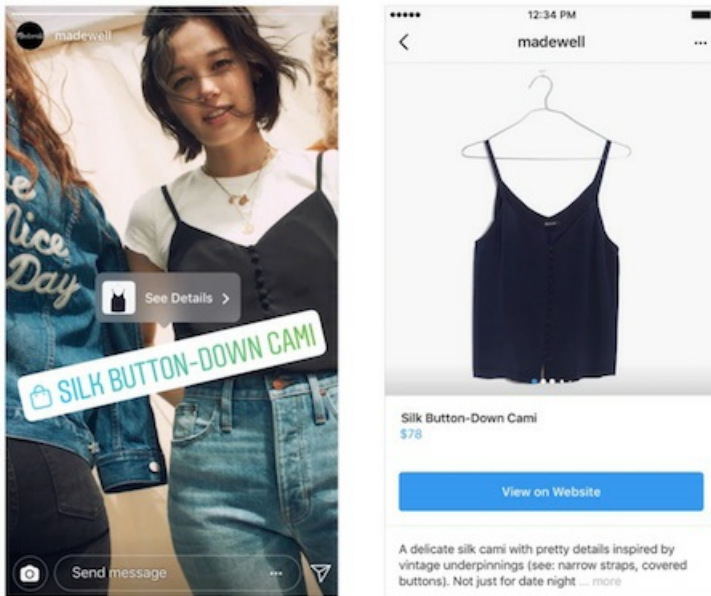 madewell
e
Nice
Day
See Details
SILK BUTTON-DOWN CAMI
Send message
12:34 PM
madewell
Silk Button-Down Cami
$78
View on Website
A delicate silk cami with pretty details inspired by
vintage underpinnings (see: narrow straps, covered
buttons). Not just for date night ... more